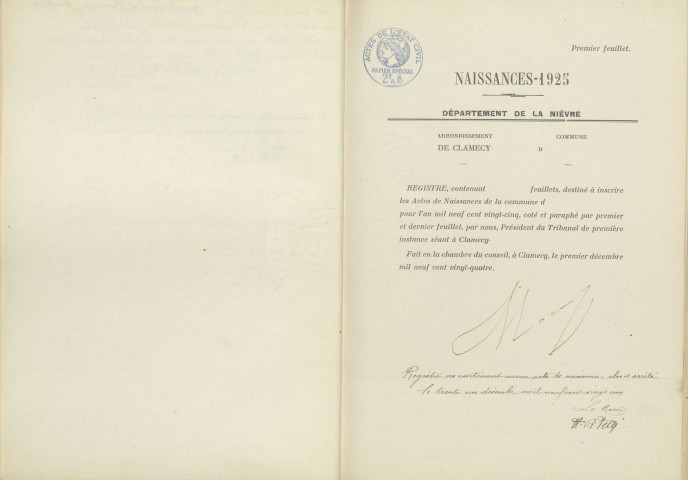 Premier feuillet.
ACTES DE L'ÉTAT CIVIL
PAPIER SPÉCIAL
NAISSANCES-1925
DÉPARTEMENT DE LA NIÈVRE
ARRONDISSEMENT COMMUNE
DE CLAMECY D
REGISTRE, contenant feuillets, destiné à inscrire
les Actes de Naissances de la commune d
pour l'an mil neuf cent vingt-cinq, coté et paraphé par premier
et dernier feuillet, par nous, Président du Tribunal de première
instance séant à Clamecy.
Fait en la chambre du conseil, à Clamecy, le premier décembre
mil neuf cent vingt-quatre.
Registre ne contenant aucun acte de naissance, clos et arrêté
le trente un décembre mil neuf cent vingt cinq
Le Maire